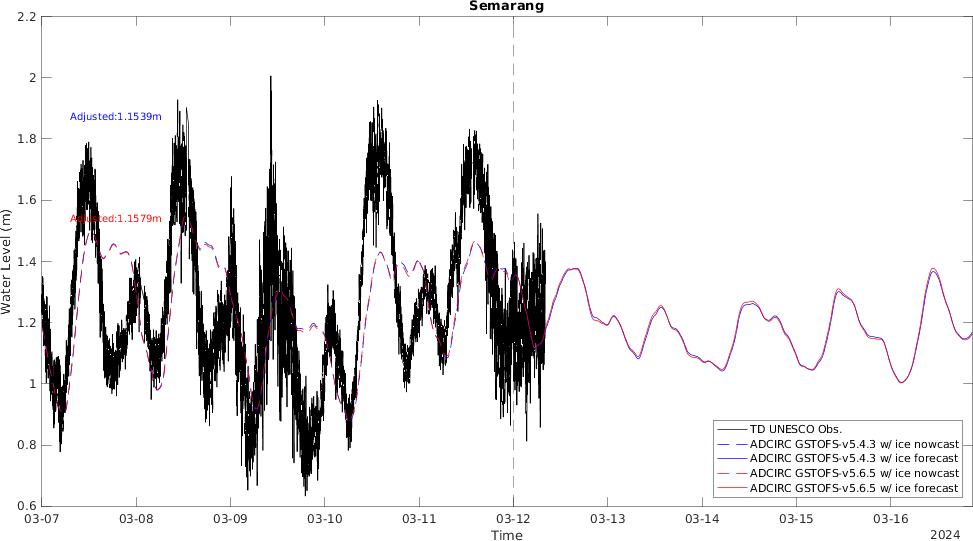 Semarang
2.2
2
1.8
1.6
1.4
1.2
1
0.8
0.6
Water Level (m)
Adjusted:1.1539m
Adjusted:1.1579m
TD UNESCO Obs.
ADCIRC GSTOFS-v5.4.3 w/ ice nowcast
ADCIRC GSTOFS-v5.4.3 w/ ice forecast
ADCIRC GSTOFS-v5.6.5 w/ ice nowcast
ADCIRC GSTOFS-v5.6.5 w/ ice forecast
03-07 03-08 03-09 03-10 03-11 03-12 03-13 03-14 03-15 03-16
Time
2024